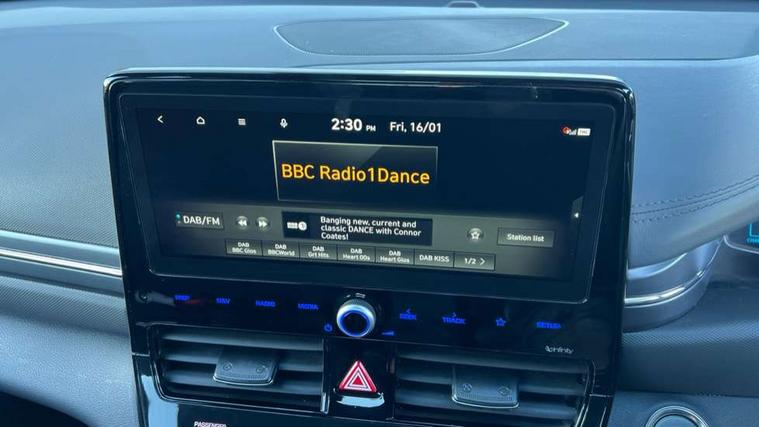 2:30 PM Fri, 16/01
BBC Radio1Dance
DAB/FM
Banging new, current and
classic DANCE with Connor
Coates!
Station list
DAB BBC Glos
DAB BBCWorld
DAB Grt Hits
DAB Heart 00s
DAB Heart Glos
DAB KISS
1/2
MAP
NAV
RADIO
MEDIA
SEEK
TRACK
SETUP
infinity
PASSENGER